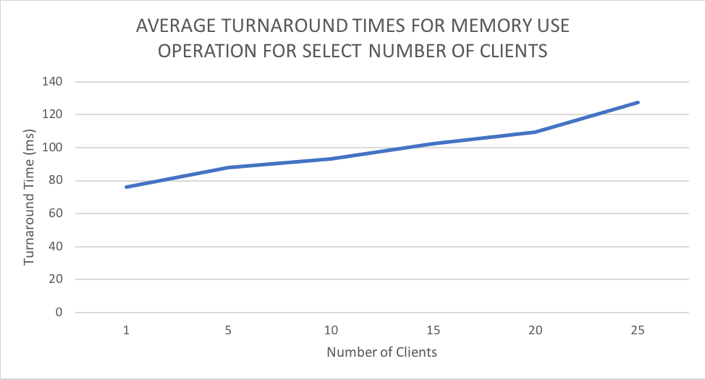 AVERAGE TURNAROUND TIMES FOR MEMORY USE
OPERATION FOR SELECT NUMBER OF CLIENTS
Turnaround Time (ms)
140
120
100
80
60
40
20
0
1 5 10 15 20 25
Number of Clients